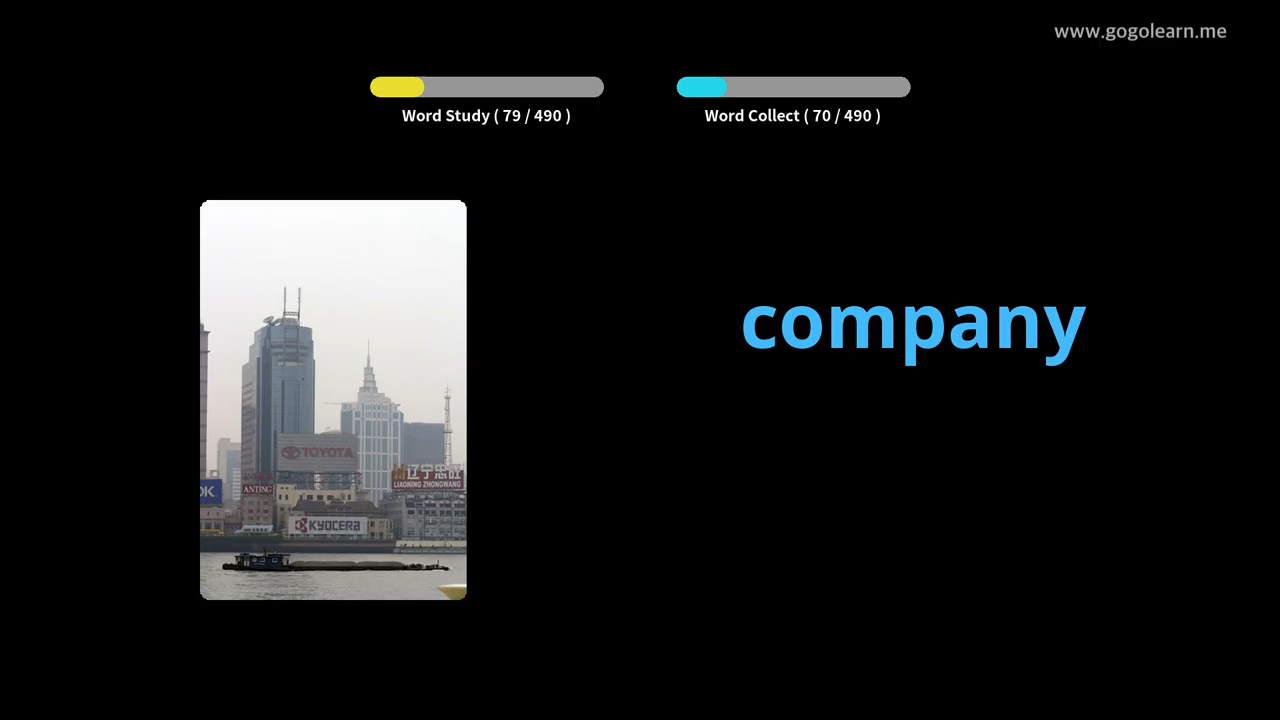 www.gogolearn.me
Word Study ( 79 / 490 )
Word Collect ( 70 / 490 )
company
TOYOTA
辽宁忠旺
LIAONING ZHONGWANG
OK
ANTING
KYOCERA